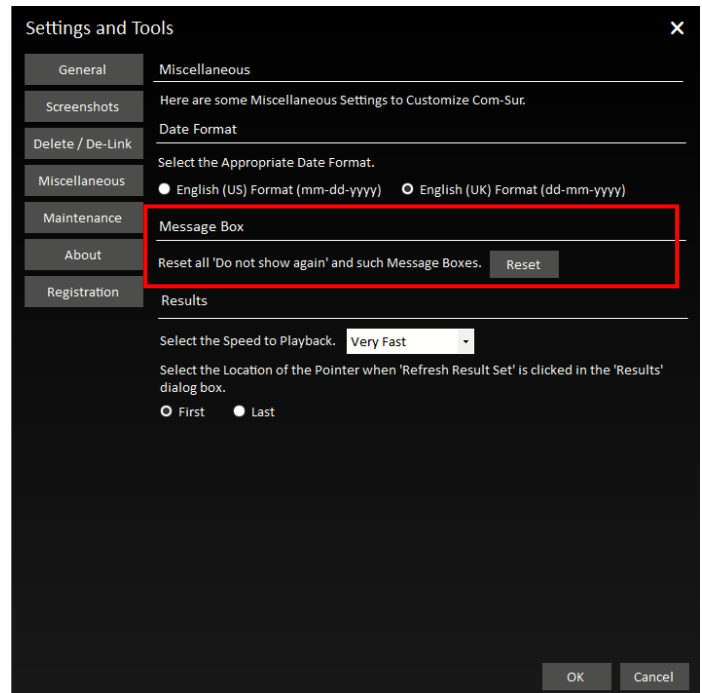 Settings and Tools
General
Screenshots
Delete / De-Link
Miscellaneous
Maintenance
About
Registration
Miscellaneous
Here are some Miscellaneous Settings to Customize Com-Sur.
Date Format
Select the Appropriate Date Format.
English (US) Format (mm-dd-yyyy) English (UK) Format (dd-mm-yyyy)
Message Box
Reset all 'Do not show again' and such Message Boxes. Reset
Results
Select the Speed to Playback. Very Fast
Select the Location of the Pointer when 'Refresh Result Set' is clicked in the 'Results'
dialog box.
First Last
OK Cancel